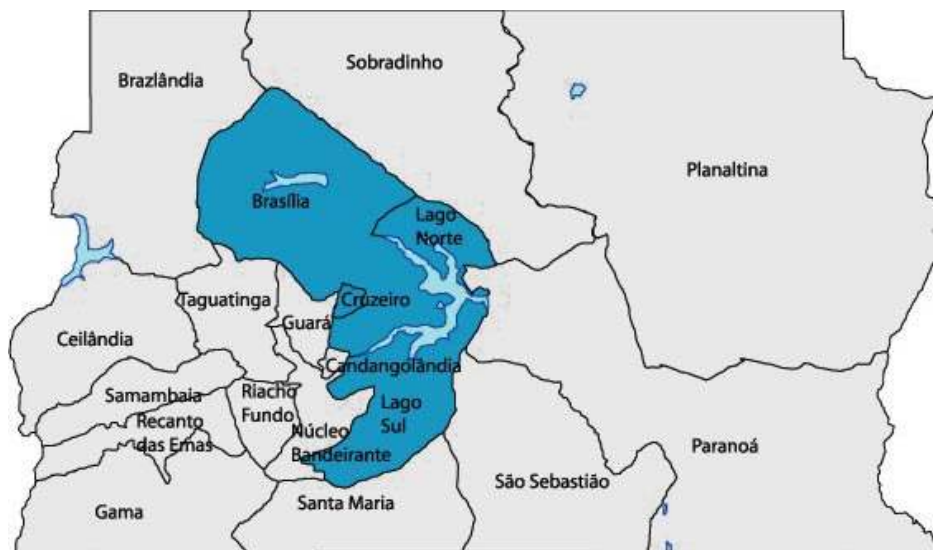 Sobradinho
Brazlândia
Planaltina
Brasília
Lago
Norte
Taguatinga
Cruzeiro
Guará
Ceilândia
Candangolândia
Samambaia
Riacho
Fundo
Lago
Sul
Recanto
das Emas
Núcleo
Bandeirante
Paranoá
São Sebastião
Santa Maria
Gama